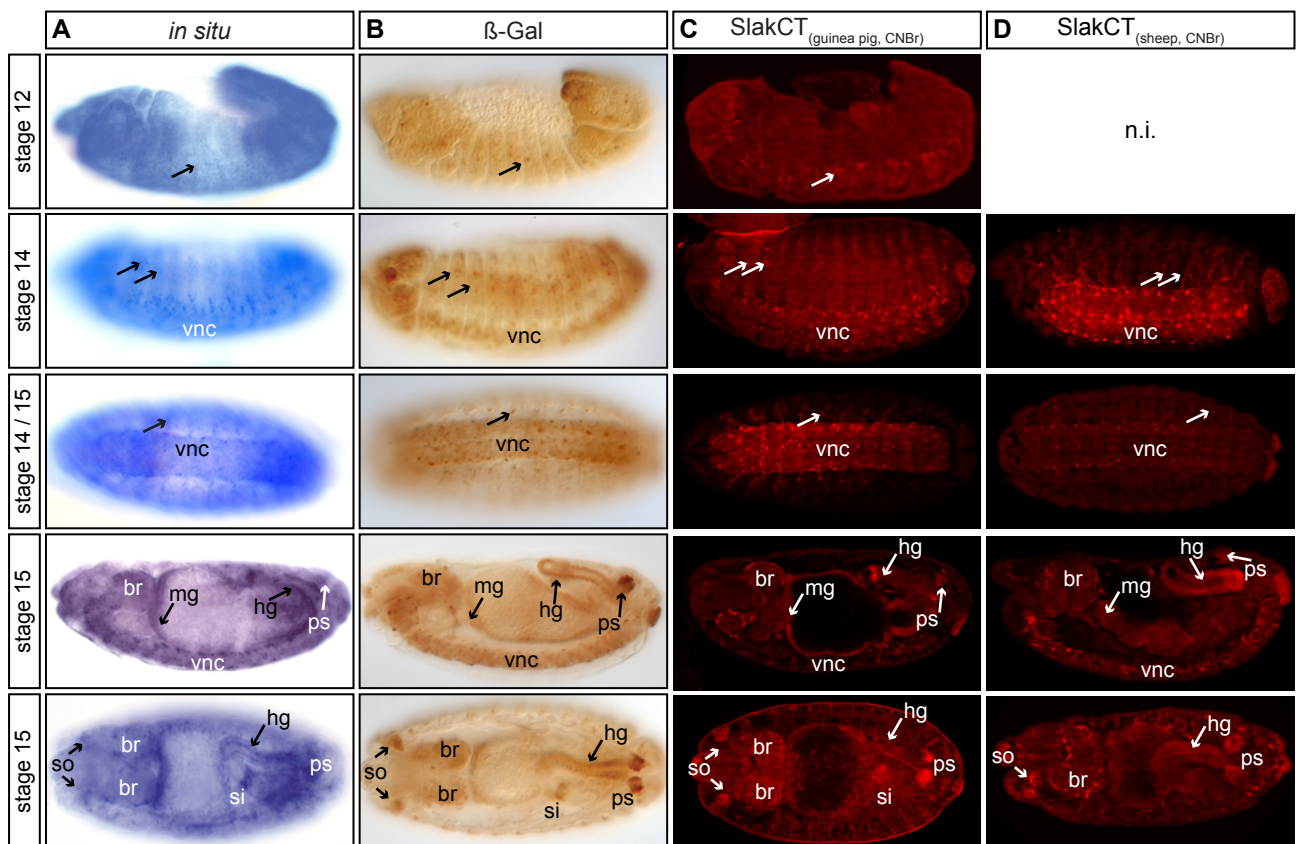 A in situ
B ß-Gal
C SlakCT(guinea pig, CNBr)
D SlakCT(sheep, CNBr)
stage 12
n.i.
stage 14
vnc
vnc
vnc
vnc
stage 14 / 15
vnc
vnc
vnc
vnc
stage 15
br
mg
hg
ps
vnc
br
mg
hg
ps
vnc
br
mg
hg
ps
vnc
br
mg
hg
ps
vnc
stage 15
so
br
br
hg
si
ps
so
br
br
hg
si
ps
so
br
br
hg
si
ps
so
br
hg
ps